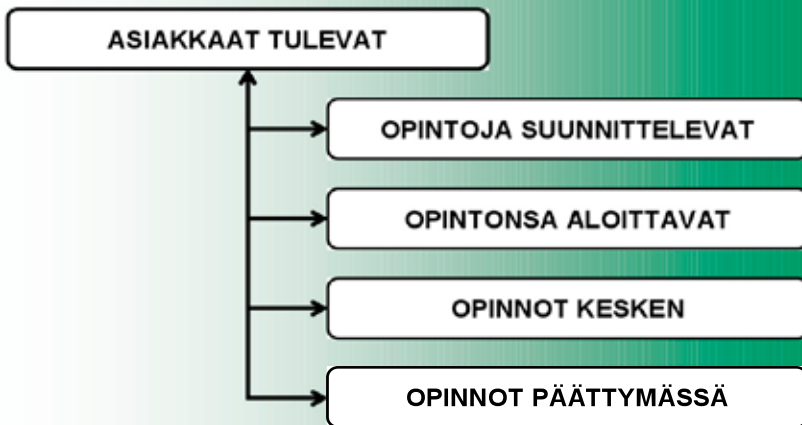 ASIAKKAAT TULEVAT
OPINTOJA SUUNNITTELEVAT
OPINTONSA ALOITTAVAT
OPINNOT KESKEN
OPINNOT PÄÄTTYMÄSSÄ